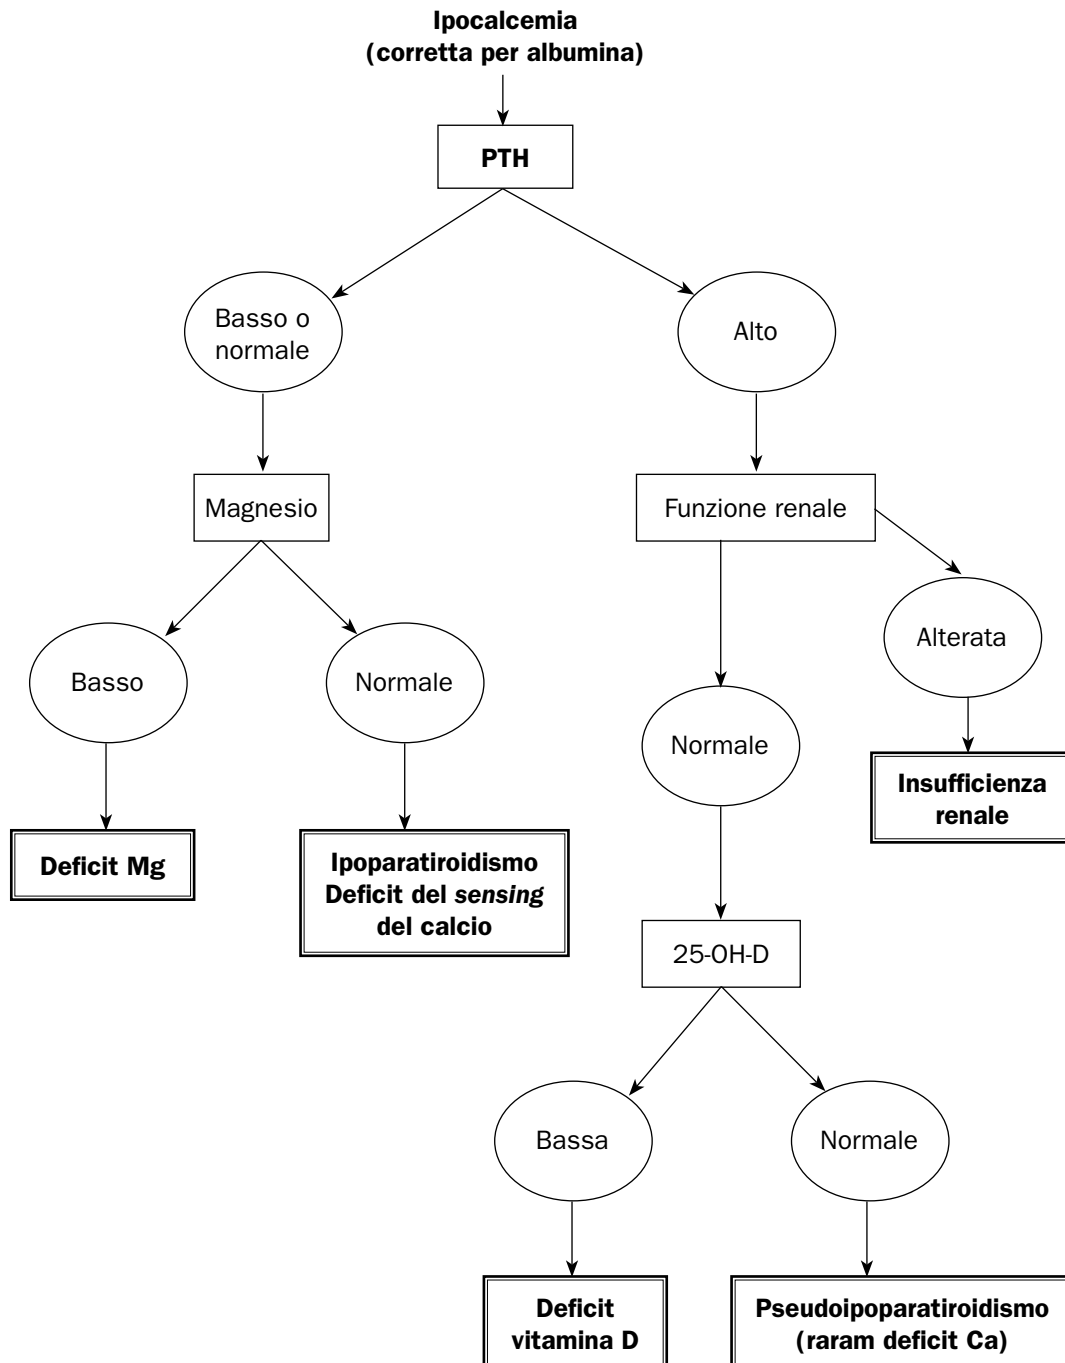 Ipocalcemia
(corretta per albumina)
PTH
Basso o
normale
Alto
Magnesio
Funzione renale
Basso
Normale
Alterata
Normale
Insufficienza
renale
Deficit Mg
Ipoparatiroidismo
Deficit del sensing
del calcio
25-OH-D
Bassa
Normale
Deficit
vitamina D
Pseudoipoparatiroidismo
(raram deficit Ca)